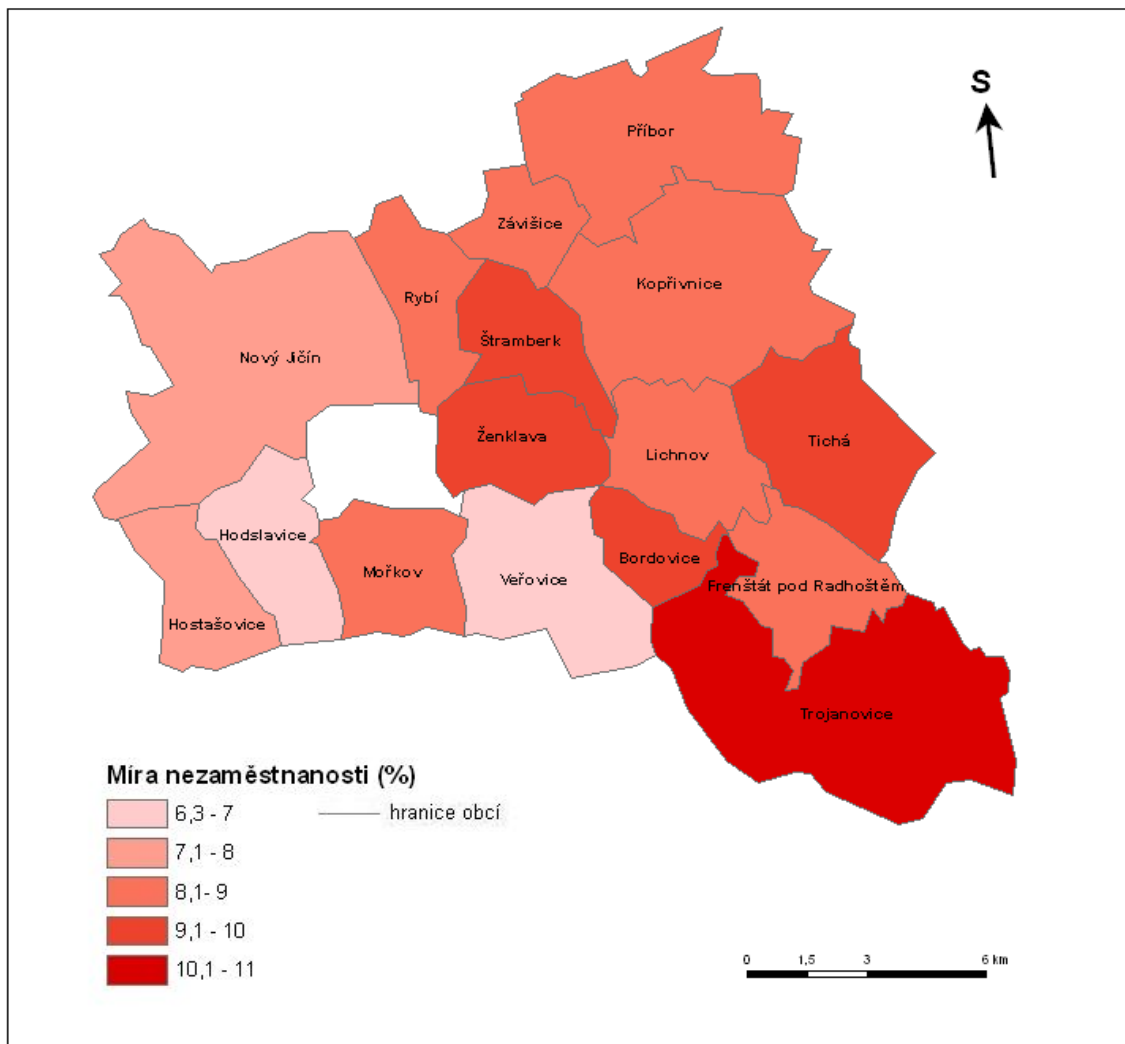 S
Příbor
Závišice
Kopřivnice
Rybí
Štramberk
Nový Jičín
Ženklava
Tichá
Lichnov
Hodslavice
Bordovice
Mořkov
Veřovice
Frenštát pod Radhoštěm
Hostašovice
Trojanovice
Míra nezaměstnanosti (%)
6,3 - 7
hranice obcí
7,1 - 8
8,1- 9
9,1 - 10
10,1 - 11
0 1,5 3 6 km